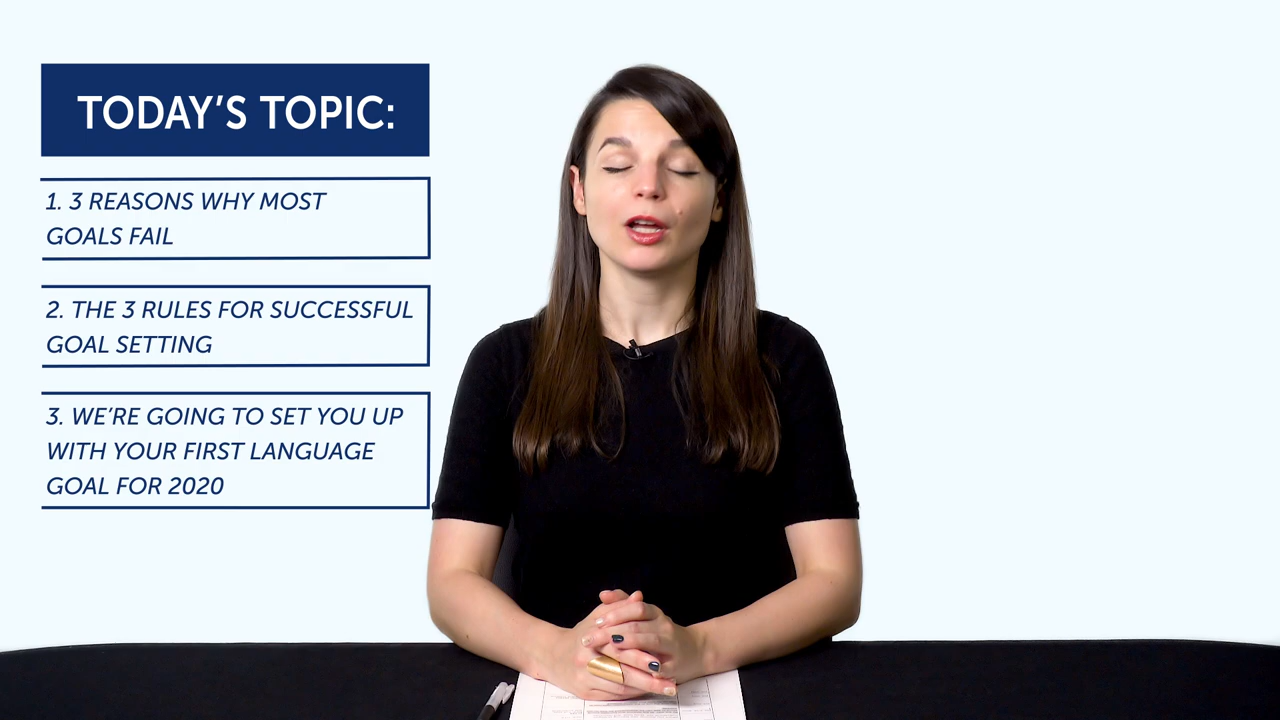 TODAY'S TOPIC:
1. 3 REASONS WHY MOST
GOALS FAIL
2. THE 3 RULES FOR SUCCESSFUL
GOAL SETTING
3. WE'RE GOING TO SET YOU UP
WITH YOUR FIRST LANGUAGE
GOAL FOR 2020